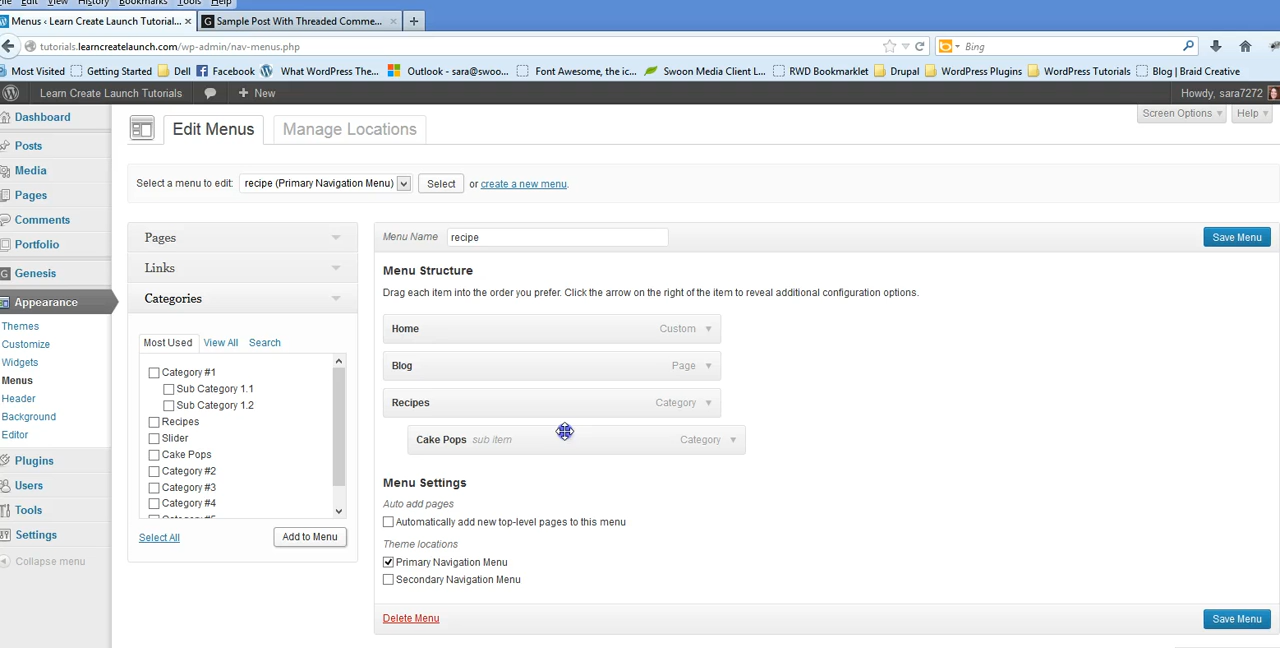 File Edit View History Bookmarks Tools Help
Menus ‹ Learn Create Launch Tutorial... × G Sample Post With Threaded Comme... × +
tutorials.learncreatelaunch.com/wp-admin/nav-menus.php Bing
Most Visited Getting Started Dell Facebook What WordPress The... Outlook - sara@swoo... Font Awesome, the ic... Swoon Media Client L... RWD Bookmarklet Drupal WordPress Plugins WordPress Tutorials Blog | Braid Creative
Learn Create Launch Tutorials + New Howdy, sara7272
Screen Options Help
Dashboard
Posts
Media
Pages
Comments
Portfolio
Genesis
Appearance
Themes
Customize
Widgets
Menus
Header
Background
Editor
Plugins
Users
Tools
Settings
Collapse menu
Edit Menus Manage Locations
Select a menu to edit: recipe (Primary Navigation Menu) Select or create a new menu.
Pages
Links
Categories
Most Used View All Search
Category #1
Sub Category 1.1
Sub Category 1.2
Recipes
Slider
Cake Pops
Category #2
Category #3
Category #4
Category #5
Select All Add to Menu
Menu Name recipe Save Menu
Menu Structure
Drag each item into the order you prefer. Click the arrow on the right of the item to reveal additional configuration options.
Home Custom
Blog Page
Recipes Category
Cake Pops sub item Category
Menu Settings
Auto add pages
Automatically add new top-level pages to this menu
Theme locations
Primary Navigation Menu
Secondary Navigation Menu
Delete Menu Save Menu